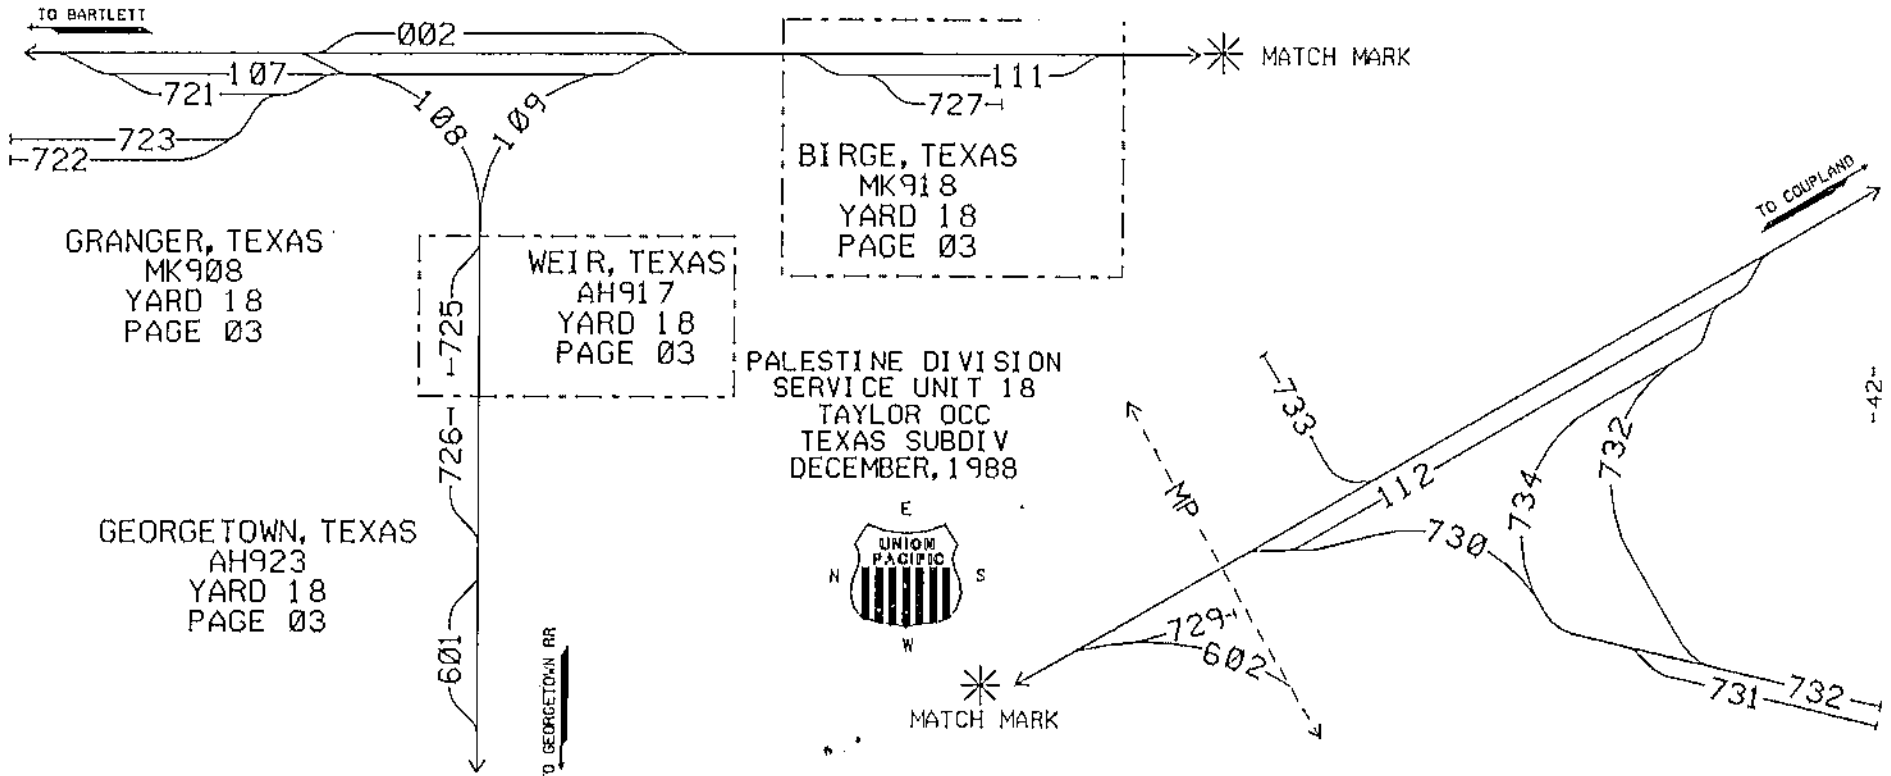 TO BARTLETT
002
107
721
723
722
108
109
111
727
MATCH MARK
BIRGE, TEXAS
MK918
YARD 18
PAGE 03
TO COUPLAND
GRANGER, TEXAS
MK908
YARD 18
PAGE 03
WEIR, TEXAS
AH917
YARD 18
PAGE 03
725
PALESTINE DIVISION
SERVICE UNIT 18
TAYLOR OCC
TEXAS SUBDIV
DECEMBER, 1988
733
-42-
726
112
734
732
MP
730
GEORGETOWN, TEXAS
AH923
YARD 18
PAGE 03
E
UNION
PACIFIC
N
S
W
729
602
601
TO GEORGETOWN RR
MATCH MARK
731
732